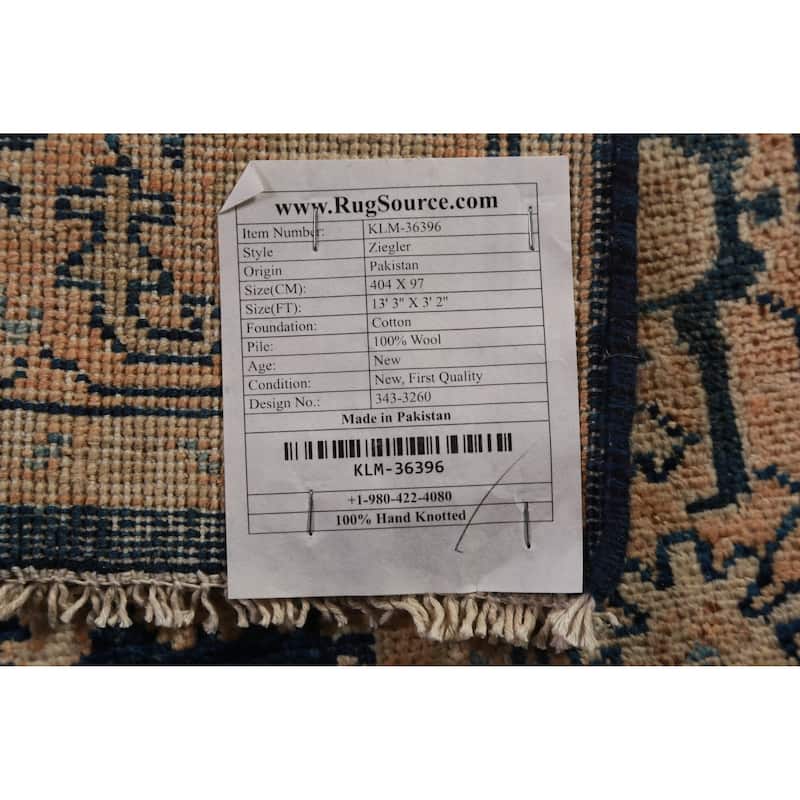 www.RugSource.com
Item Number: KLM-36396
Style Ziegler
Origin Pakistan
Size(CM): 404 X 97
Size(FT): 13' 3" X 3' 2"
Foundation: Cotton
Pile: 100% Wool
Age: New
Condition: New, First Quality
Design No.: 343-3260
Made in Pakistan
KLM-36396
+1-980-422-4080
100% Hand Knotted